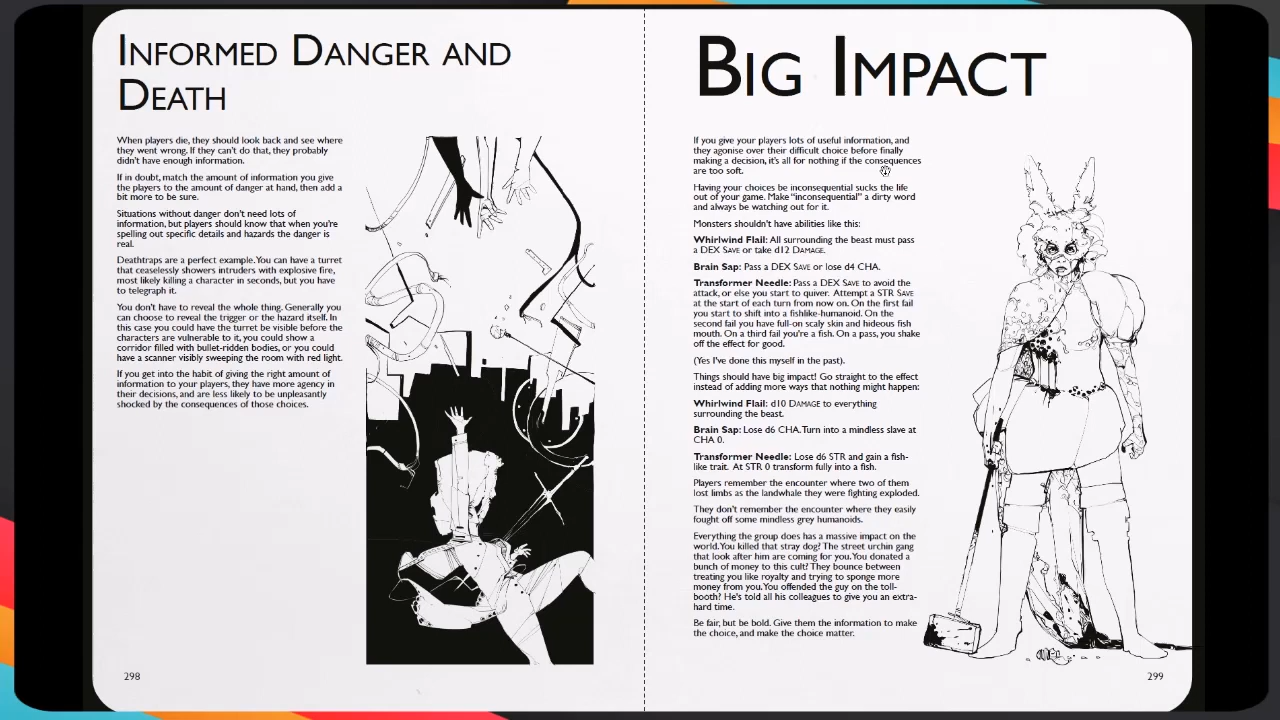 Informed Danger and
Death
When players die, they should look back and see where
they went wrong. If they can't do that, they probably
didn't have enough information.
If in doubt, match the amount of information you give
the players to the amount of danger at hand, then add a
bit more to be sure.
Situations without danger don't need lots of
information, but players should know that when you're
spelling out specific details and hazards the danger is
real.
Deathtraps are a perfect example. You can have a turret
that ceaselessly showers intruders with explosive fire,
most likely killing a character in seconds, but you have
to telegraph it.
You don't have to reveal the whole thing. Generally you
can choose to reveal the trigger or the hazard itself. In
this case you could have the turret be visible before the
characters are vulnerable to it, you could show a
corridor filled with bullet-ridden bodies, or you could
have a scanner visibly sweeping the room with red light.
If you get into the habit of giving the right amount of
information to your players, they have more agency in
their decisions, and are less likely to be unpleasantly
shocked by the consequences of those choices.
298
Big Impact
If you give your players lots of useful information, and
they agonise over their difficult choice before finally
making a decision, it's all for nothing if the consequences
are too soft.
Having your choices be inconsequential sucks the life
out of your game. Make "inconsequential" a dirty word
and always be watching out for it.
Monsters shouldn't have abilities like this:
Whirlwind Flail: All surrounding the beast must pass
a DEX Save or take d12 Damage.
Brain Sap: Pass a DEX Save or lose d4 CHA.
Transformer Needle: Pass a DEX Save to avoid the
attack, or else you start to quiver. Attempt a STR Save
at the start of each turn from now on. On the first fail
you start to shift into a fishlike-humanoid. On the
second fail you have full-on scaly skin and hideous fish
mouth. On a third fail you're a fish. On a pass, you shake
off the effect for good.
(Yes I've done this myself in the past).
Things should have big impact! Go straight to the effect
instead of adding more ways that nothing might happen:
Whirlwind Flail: d10 Damage to everything
surrounding the beast.
Brain Sap: Lose d6 CHA. Turn into a mindless slave at
CHA 0.
Transformer Needle: Lose d6 STR and gain a fish-
like trait. At STR 0 transform fully into a fish.
Players remember the encounter where two of them
lost limbs as the landwhale they were fighting exploded.
They don't remember the encounter where they easily
fought off some mindless grey humanoids.
Everything the group does has a massive impact on the
world. You killed that stray dog? The street urchin gang
that look after him are coming for you. You donated a
bunch of money to this cult? They bounce between
treating you like royalty and trying to sponge more
money from you. You offended the guy on the toll-
booth? He's told all his colleagues to give you an extra-
hard time.
Be fair, but be bold. Give them the information to make
the choice, and make the choice matter.
299